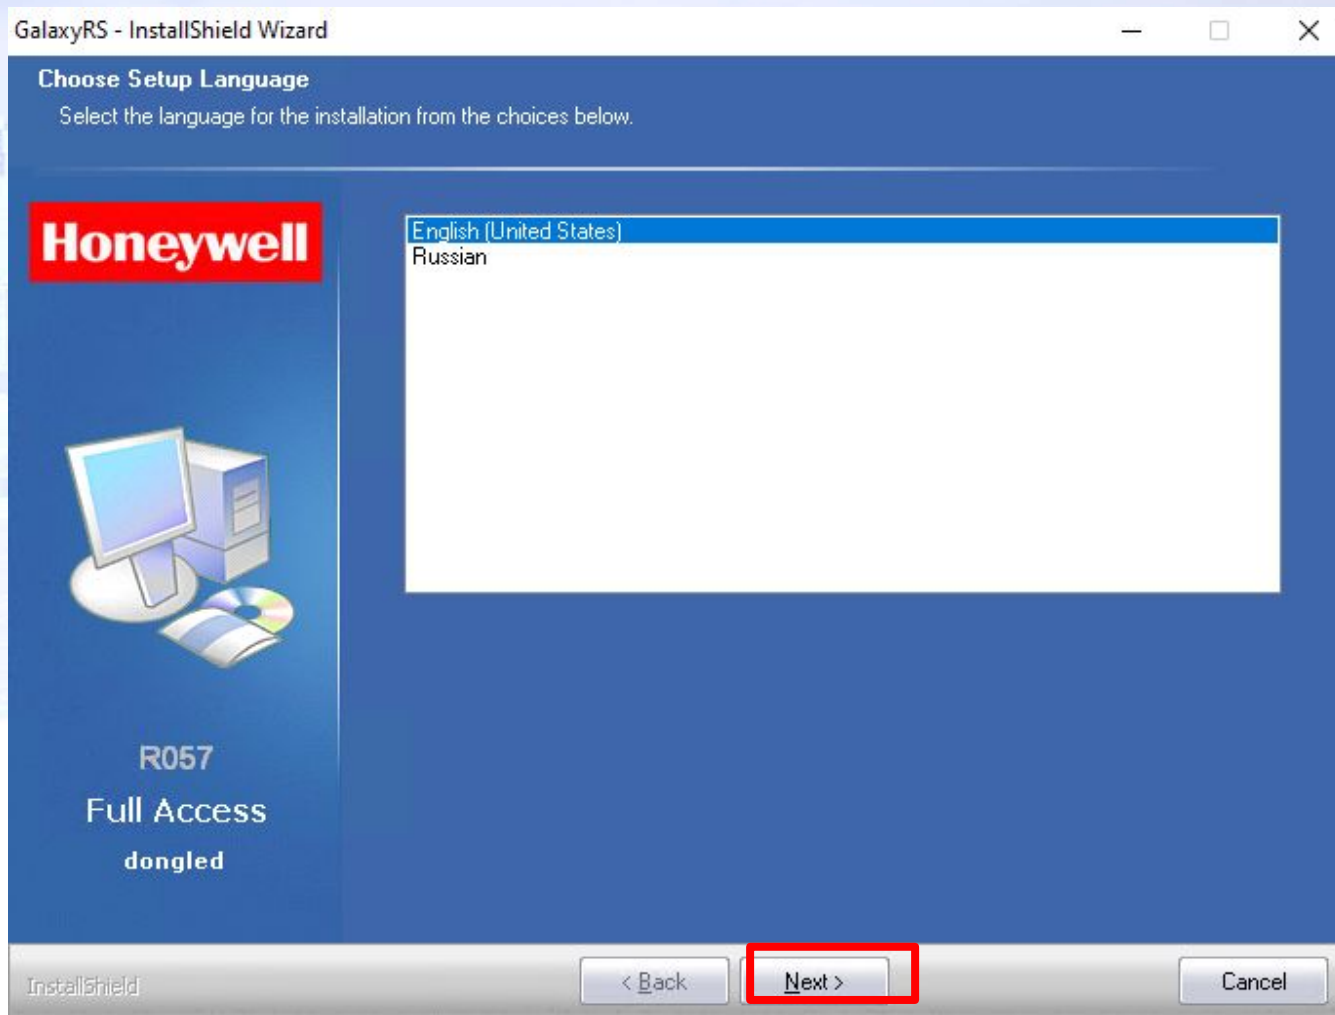 GalaxyRS - InstallShield Wizard
Choose Setup Language
Select the language for the installation from the choices below.
Honeywell
English (United States)
Russian
R057
Full Access
dongled
InstallShield
< Back
Next >
Cancel